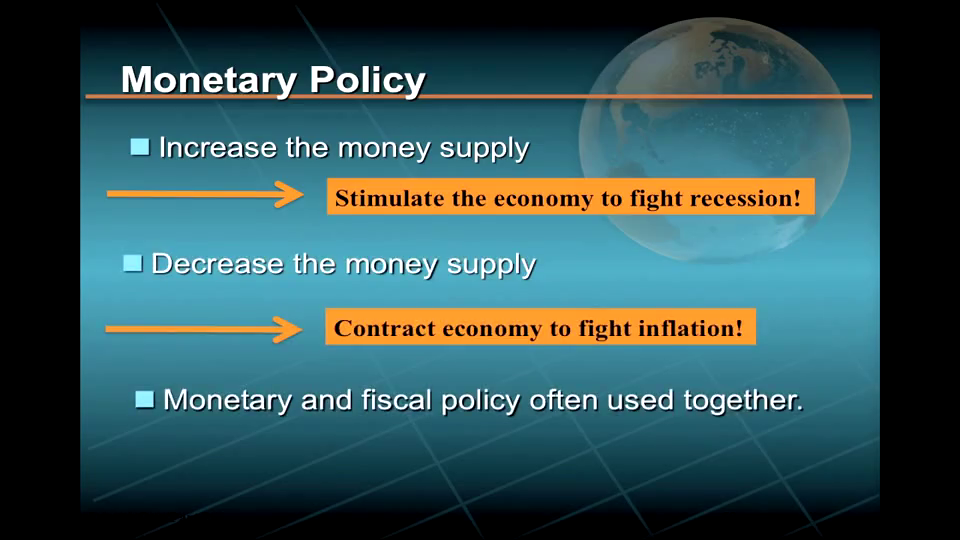 Monetary Policy
Increase the money supply
Stimulate the economy to fight recession!
Decrease the money supply
Contract economy to fight inflation!
Monetary and fiscal policy often used together.